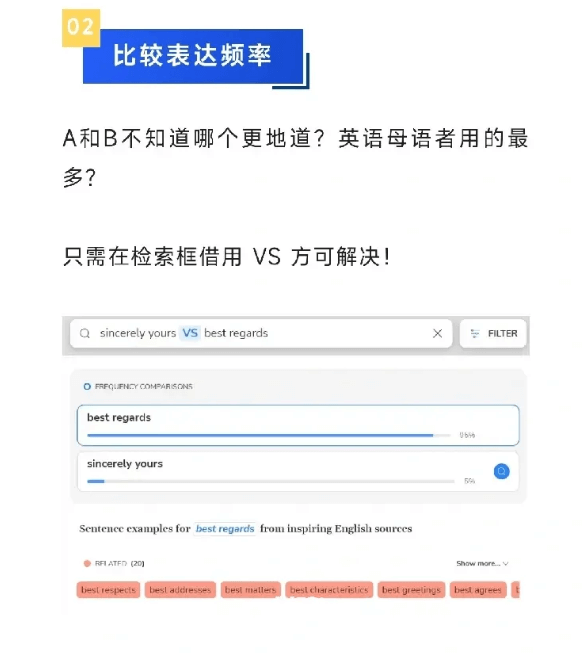 02
比较表达频率
A和B不知道哪个更地道？英语母语者用的最
多？
只需在检索框借用 VS 方可解决！
sincerely yours VS best regards
FILTER
FREQUENCY COMPARISONS
best regards
95%
sincerely yours
5%
Sentence examples for best regards from inspiring English sources
RELATED (20)
Show more...
best respects best addresses best matters best characteristics best greetings best agrees b